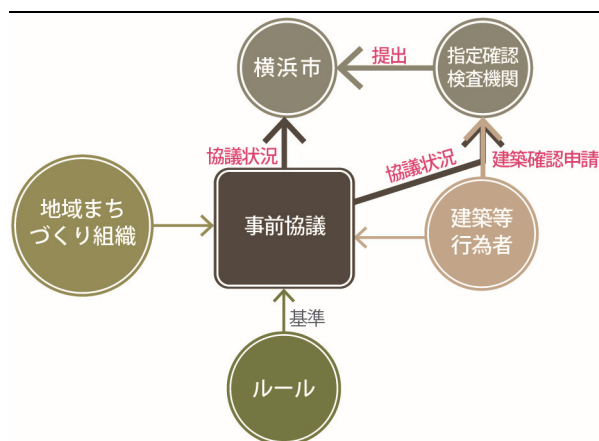 横浜市
提出
指定確認
検査機関
協議状況
協議状況
建築確認申請
地域まち
づくり組織
事前協議
建築等
行為者
基準
ルール